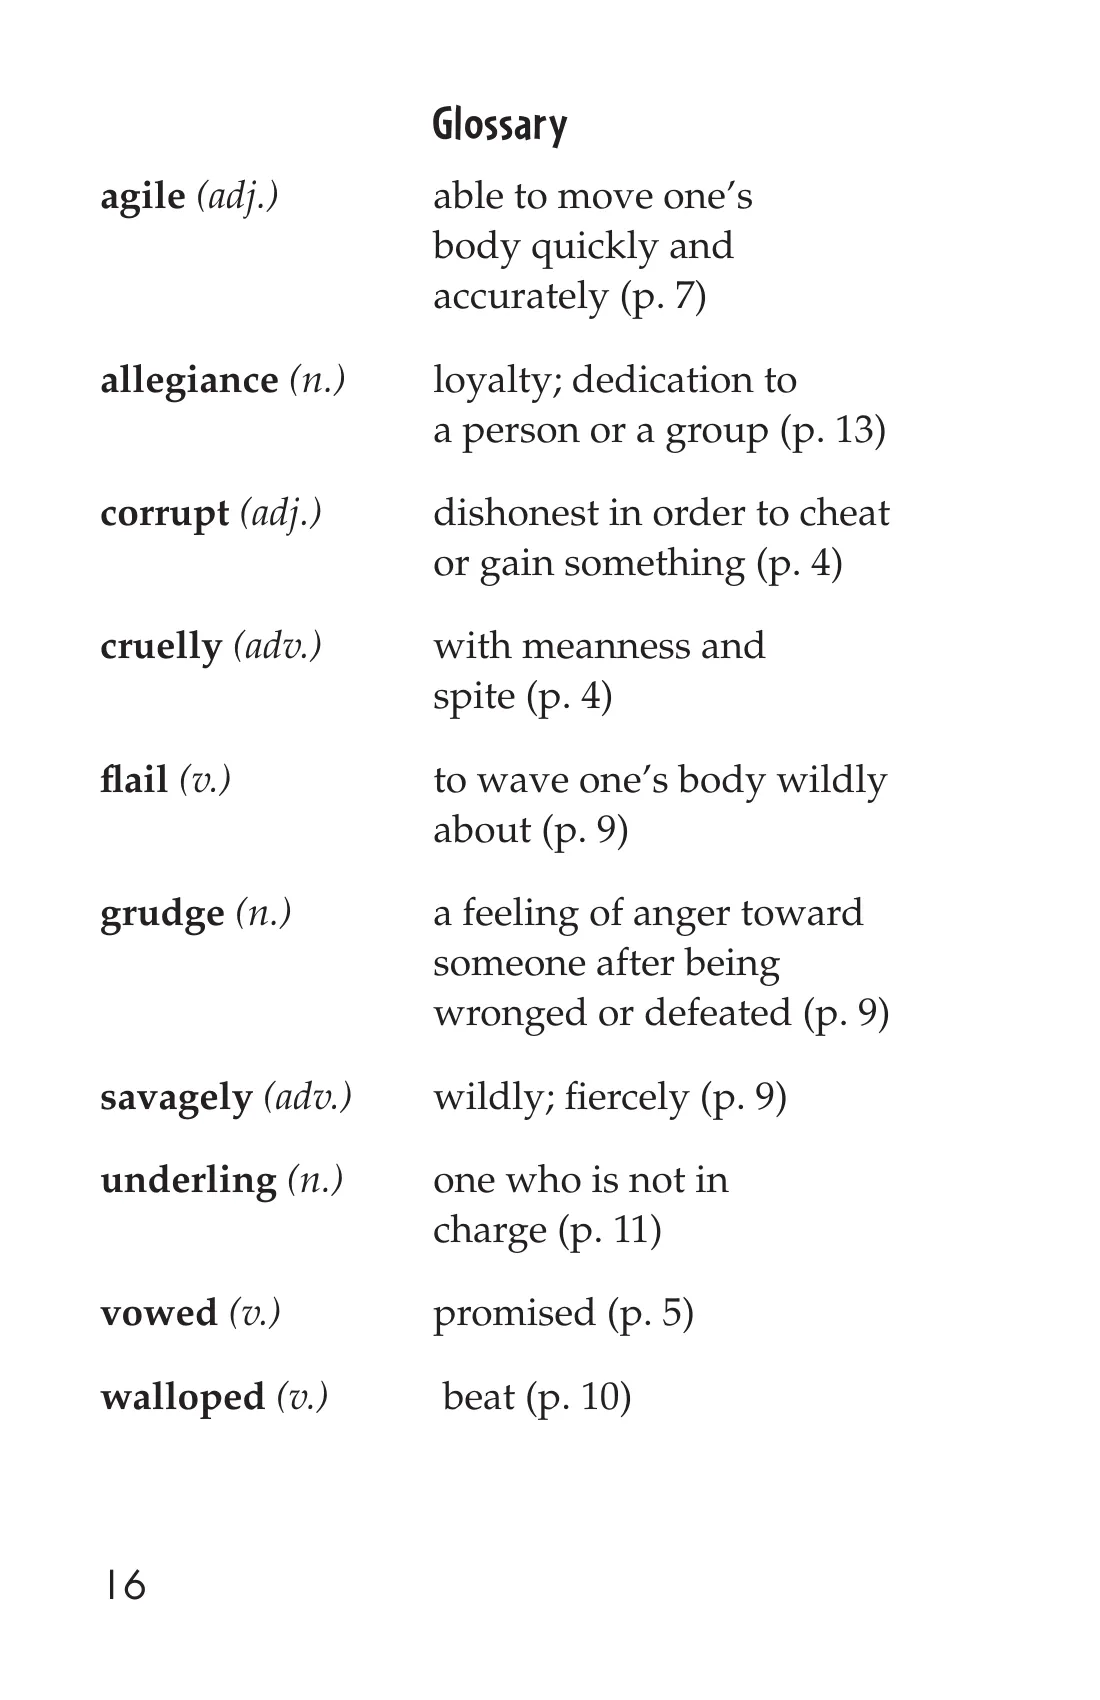 Glossary
agile (adj.) able to move one’s
body quickly and
accurately (p. 7)
allegiance (n.) loyalty; dedication to
a person or a group (p. 13)
corrupt (adj.) dishonest in order to cheat
or gain something (p. 4)
cruelly (adv.) with meanness and
spite (p. 4)
flail (v.) to wave one’s body wildly
about (p. 9)
grudge (n.) a feeling of anger toward
someone after being
wronged or defeated (p. 9)
savagely (adv.) wildly; fiercely (p. 9)
underling (n.) one who is not in
charge (p. 11)
vowed (v.) promised (p. 5)
walloped (v.) beat (p. 10)
16